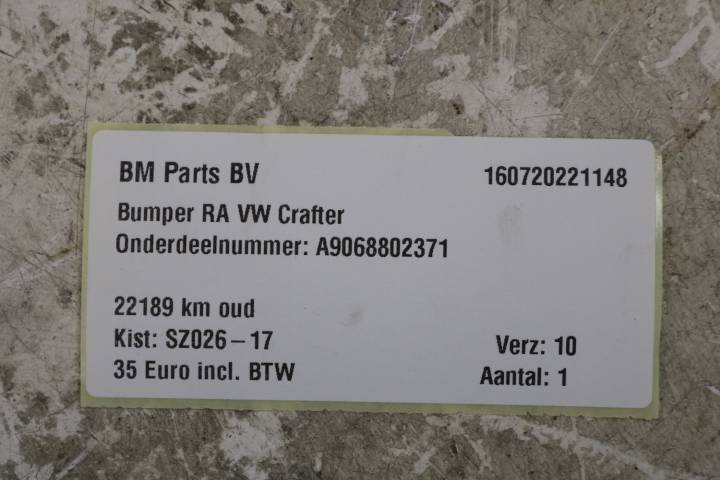 BM Parts BV 160720221148
Bumper RA VW Crafter
Onderdeelnummer: A9068802371
22189 km oud
Kist: SZ026-17 Verz: 10
35 Euro incl. BTW Aantal: 1